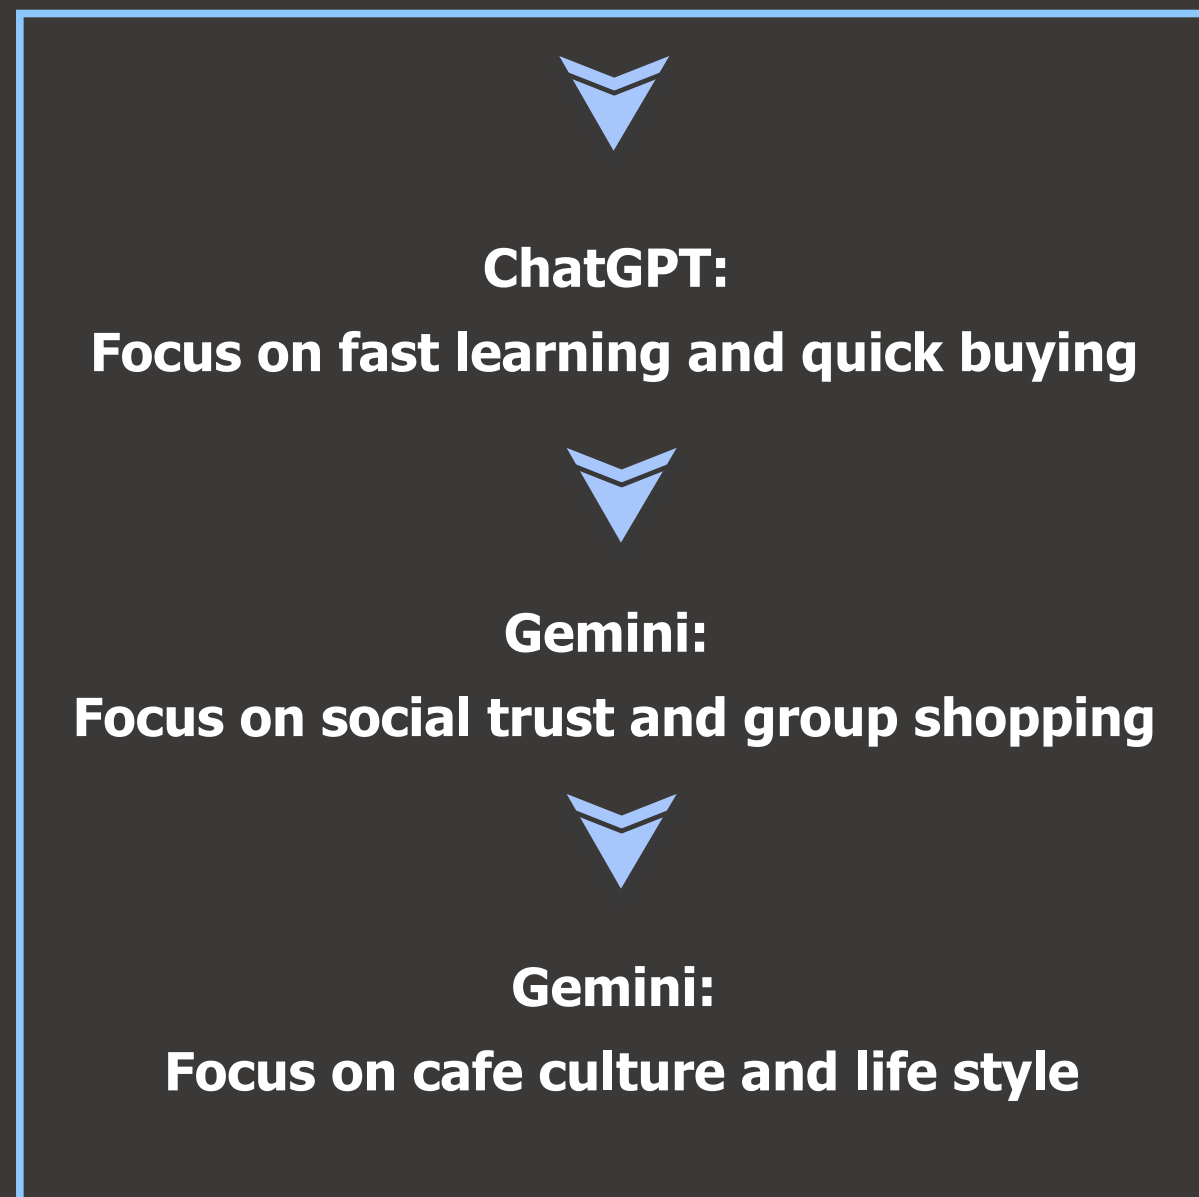 ChatGPT:
Focus on fast learning and quick buying
Gemini:
Focus on social trust and group shopping
Gemini:
Focus on cafe culture and life style